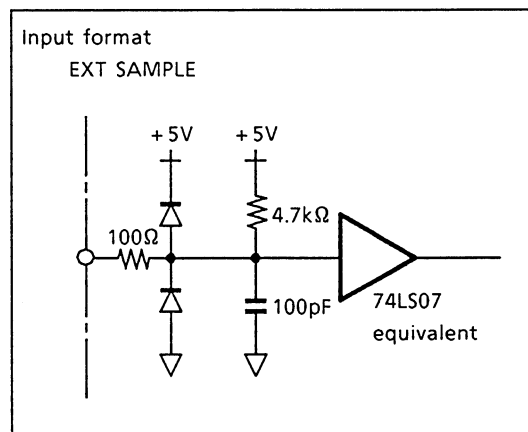 Input format
EXT SAMPLE
+5V
+5V
4.7kΩ
100Ω
100pF
74LS07
equivalent